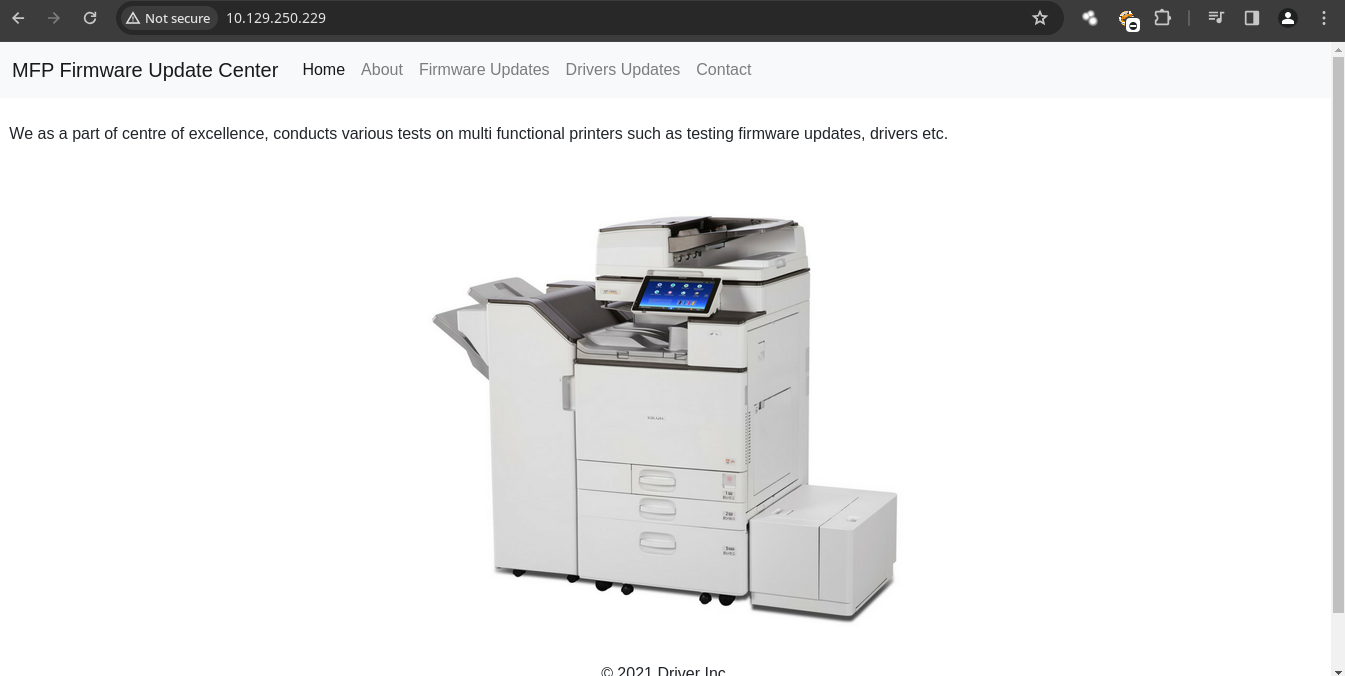 Not secure 10.129.250.229
MFP Firmware Update Center Home About Firmware Updates Drivers Updates Contact
We as a part of centre of excellence, conducts various tests on multi functional printers such as testing firmware updates, drivers etc.
© 2021 Driver Inc